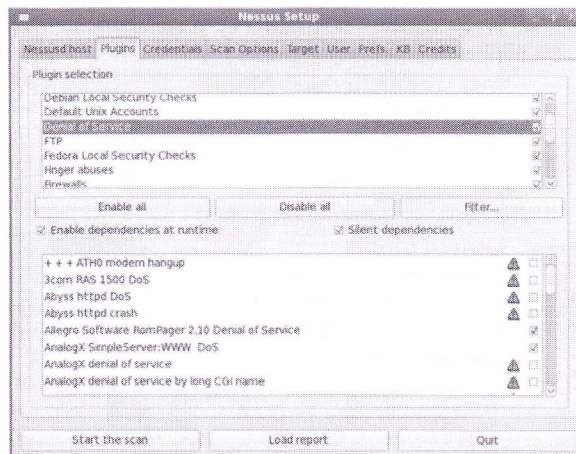 Nessus Setup
Nessusd host Plugins Credentials Scan Options Target User Prefs. KB Credits
Plugin selection
Debian Local Security Checks
Default Unix Accounts
Denial of Service
FTP
Fedora Local Security Checks
Finger abuses
Firewalls
Enable all Disable all Filter...
Enable dependencies at runtime Silent dependencies
+ + + ATH0 modem hangup
3com RAS 1500 DoS
Abyss httpd DoS
Abyss httpd crash
Allegro Software RomPager 2.10 Denial of Service
AnalogX SimpleServer:WWW DoS
AnalogX denial of service
AnalogX denial of service by long CGI name
Start the scan Load report Quit